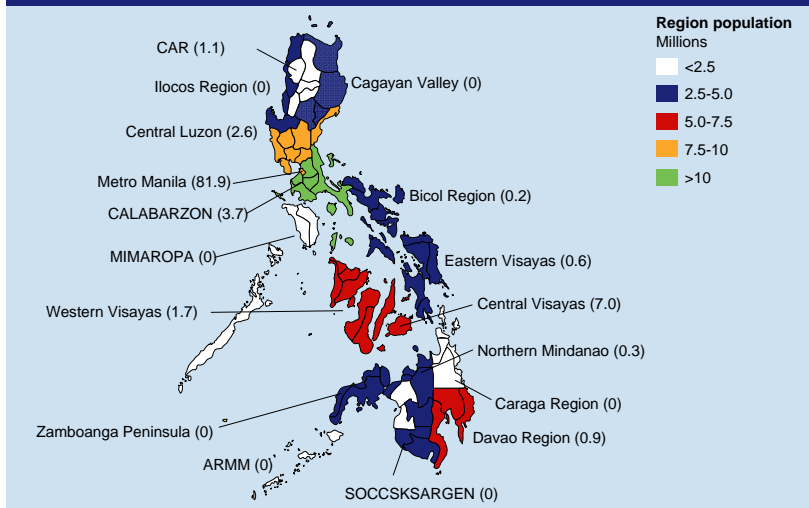 CAR (1.1)
Ilocos Region (0)
Cagayan Valley (0)
Central Luzon (2.6)
Metro Manila (81.9)
CALABARZON (3.7)
Bicol Region (0.2)
MIMAROPA (0)
Eastern Visayas (0.6)
Western Visayas (1.7)
Central Visayas (7.0)
Northern Mindanao (0.3)
Caraga Region (0)
Zamboanga Peninsula (0)
Davao Region (0.9)
ARMM (0)
SOCCSKSARGEN (0)
Region population
Millions
<2.5
2.5-5.0
5.0-7.5
7.5-10
>10